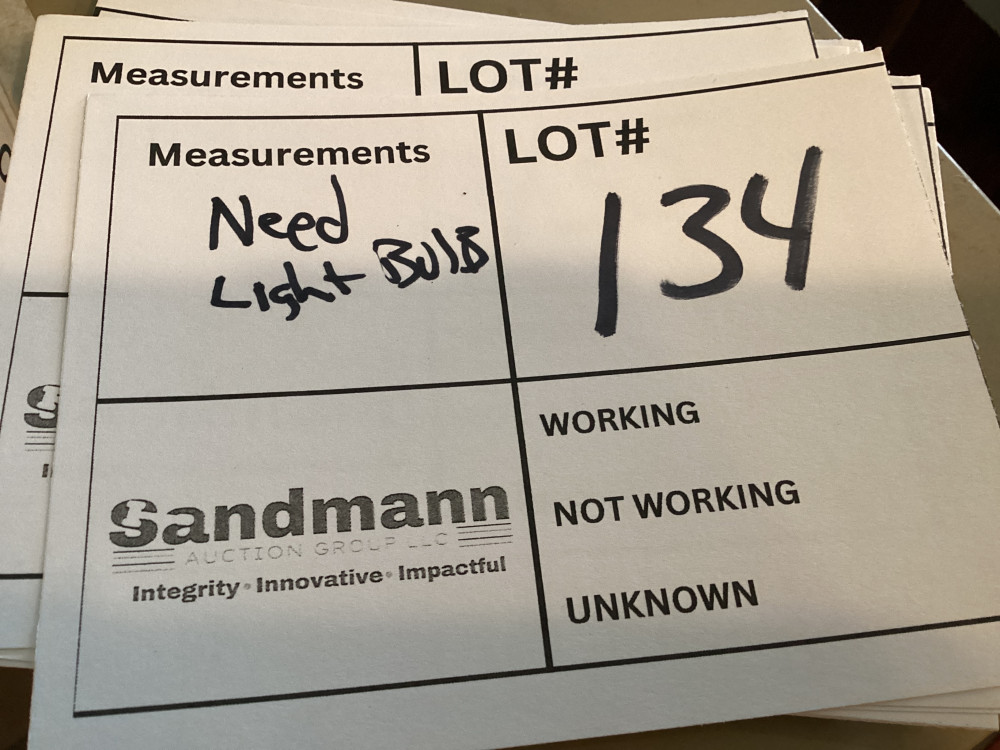 Measurements
LOT#
Measurements
LOT#
Need
Light BulB
134
WORKING
NOT WORKING
UNKNOWN
Sandmann
AUCTION GROUP LLC
Integrity • Innovative • Impactful